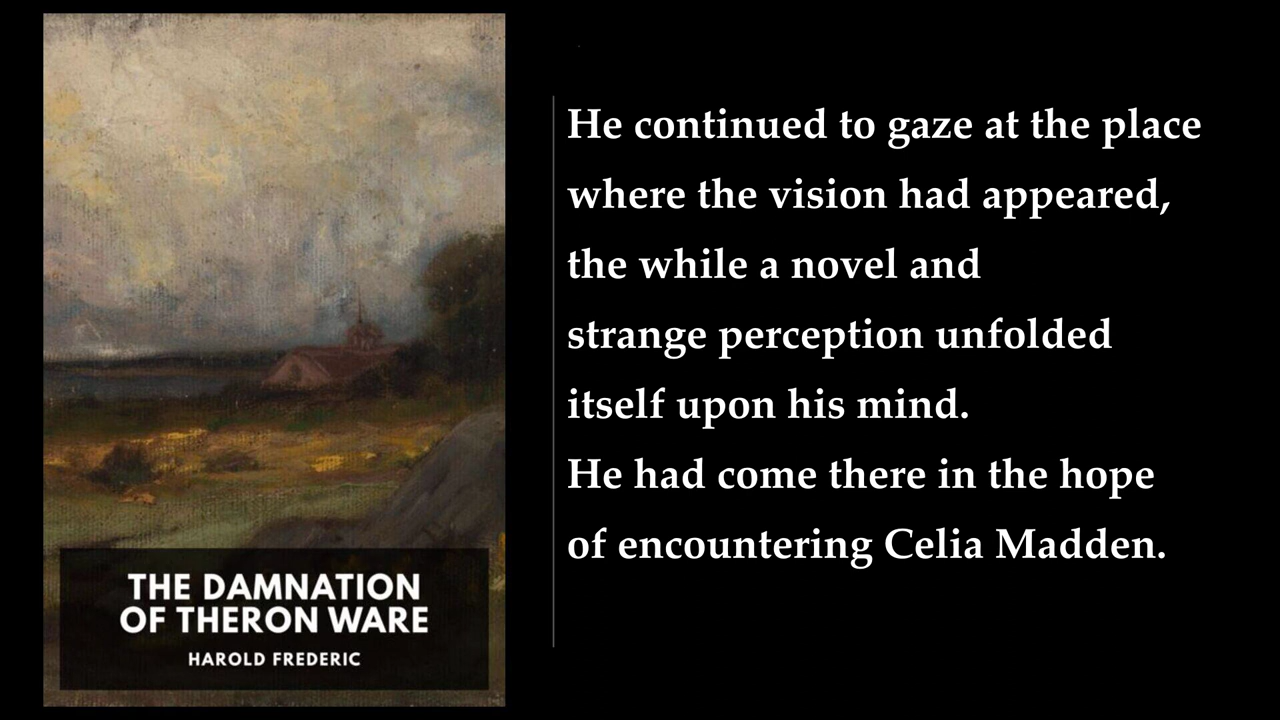 THE DAMNATION
OF THERON WARE
HAROLD FREDERIC
He continued to gaze at the place
where the vision had appeared,
the while a novel and
strange perception unfolded
itself upon his mind.
He had come there in the hope
of encountering Celia Madden.